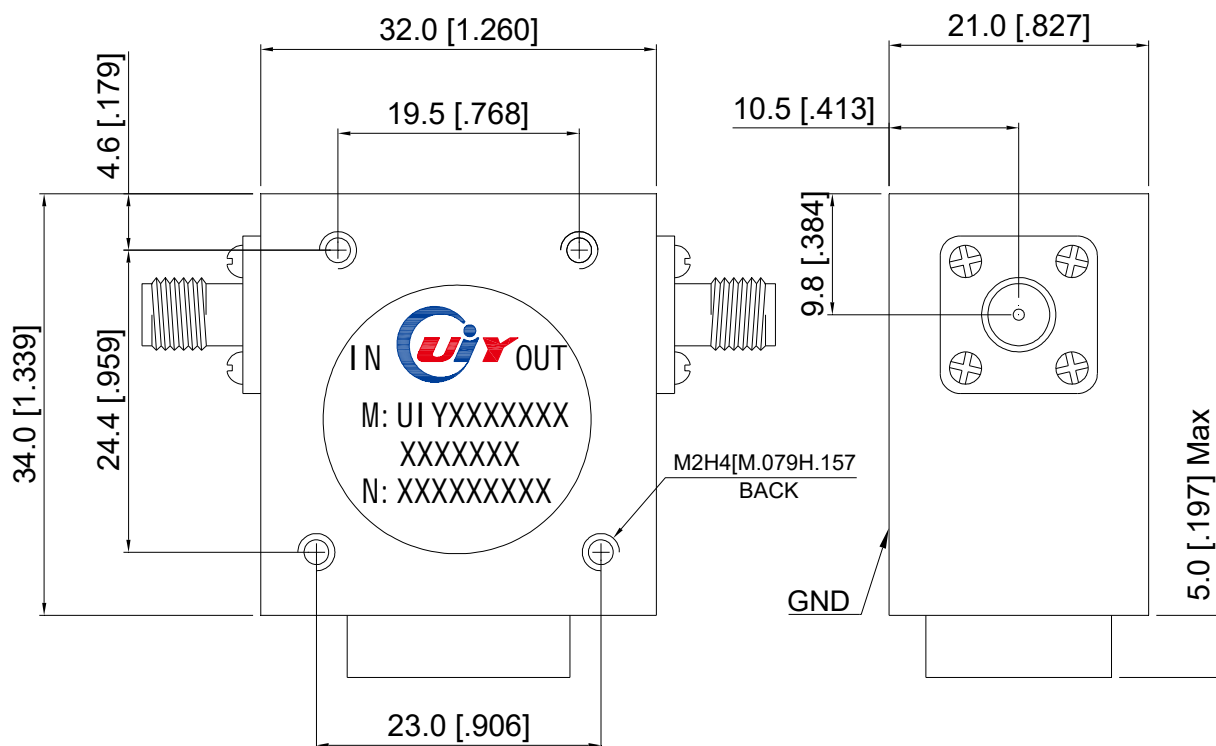 32.0 [1.260]
21.0 [.827]
4.6 [.179]
19.5 [.768]
10.5 [.413]
9.8 [.384]
34.0 [1.339]
24.4 [.959]
IN UiY OUT
M: UIYXXXXXXX
XXXXXXX
N: XXXXXXXXX
M2H4[M.079H.157
BACK
GND
5.0 [.197] Max
23.0 [.906]